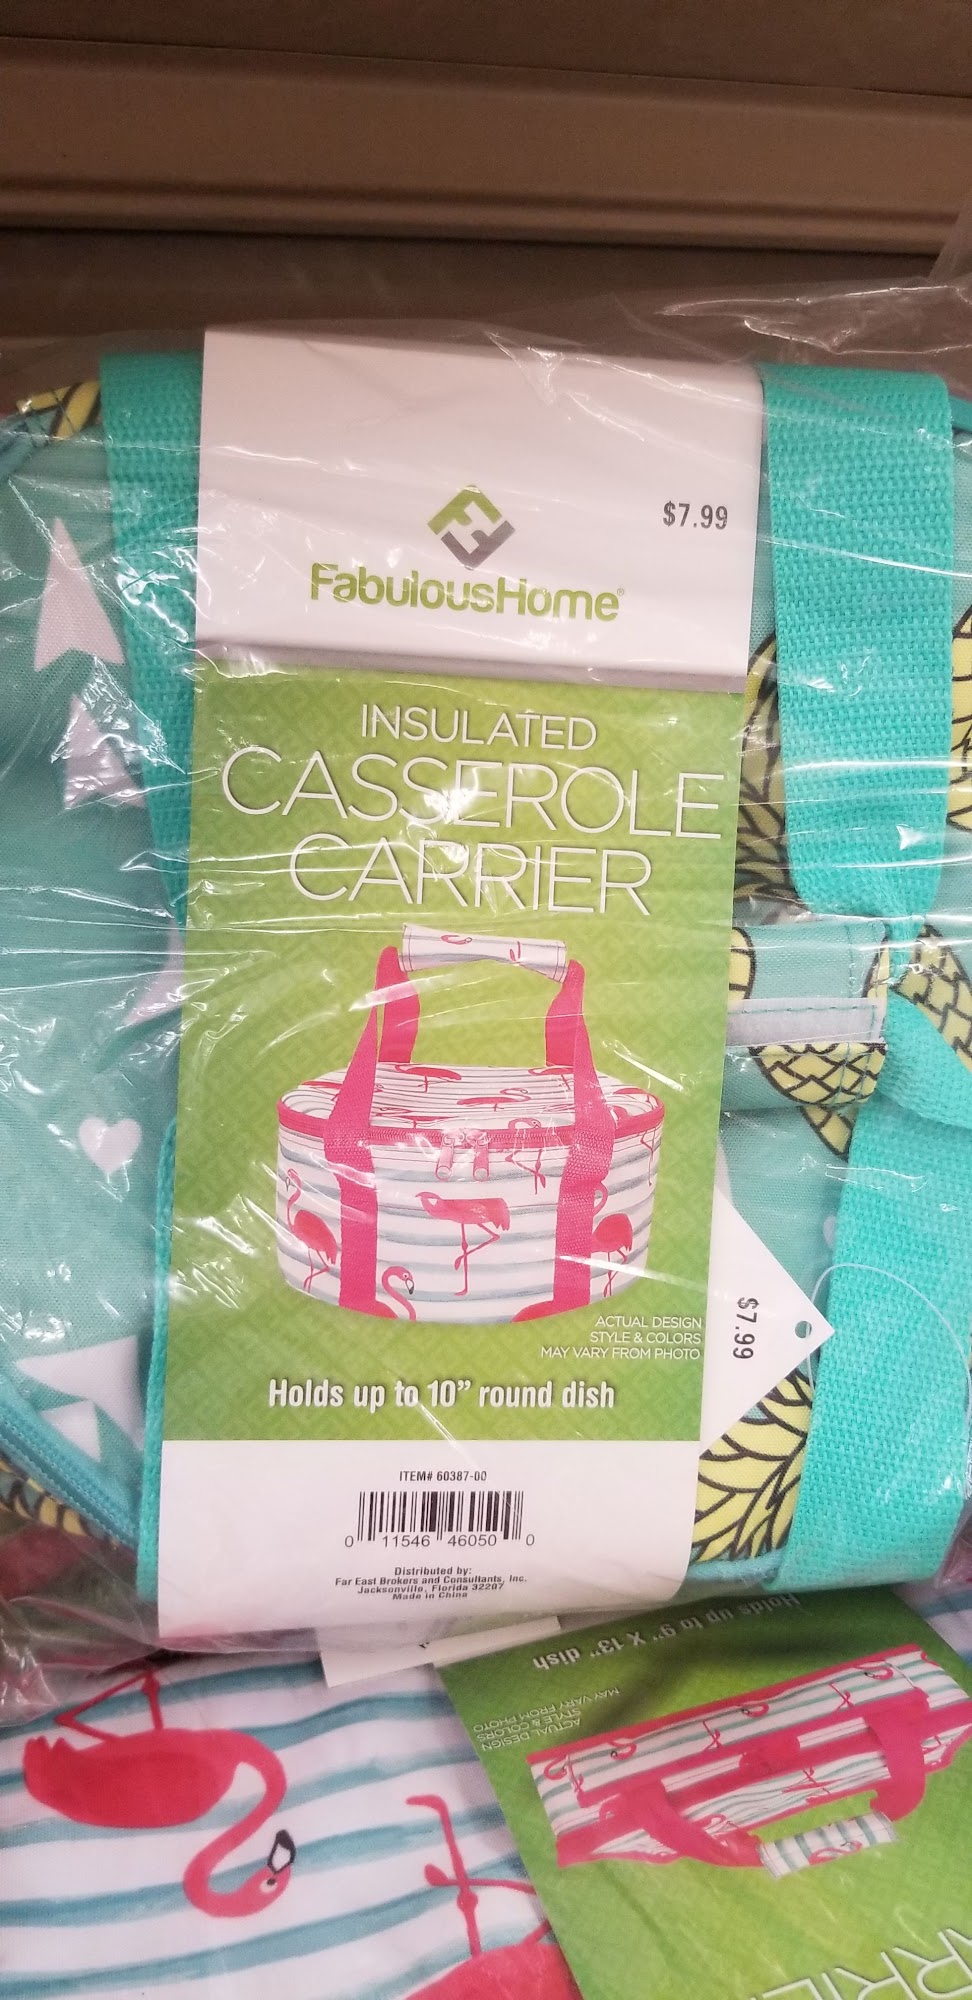 $7.99
FabulousHome®
INSULATED
CASSEROLE
CARRIER
ACTUAL DESIGN
STYLE & COLORS
MAY VARY FROM PHOTO
$7.99
Holds up to 10” round dish
ITEM# 60387-00
0 11546 46050 0
Distributed by:
Far East Brokers and Consultants, Inc.
Jacksonville, Florida 32207
Made in China
Holds up to 9" X 13" dish
ACTUAL DESIGN
STYLE & COLORS
MAY VARY FROM PHOTO